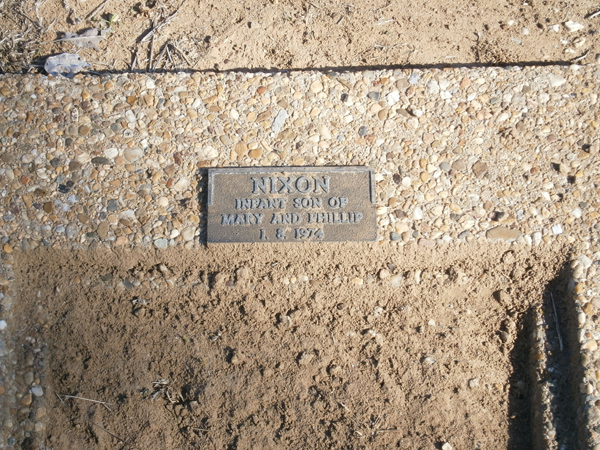 NIXON
INFANT SON OF
MARY AND PHILLIP
1. 8. 1974